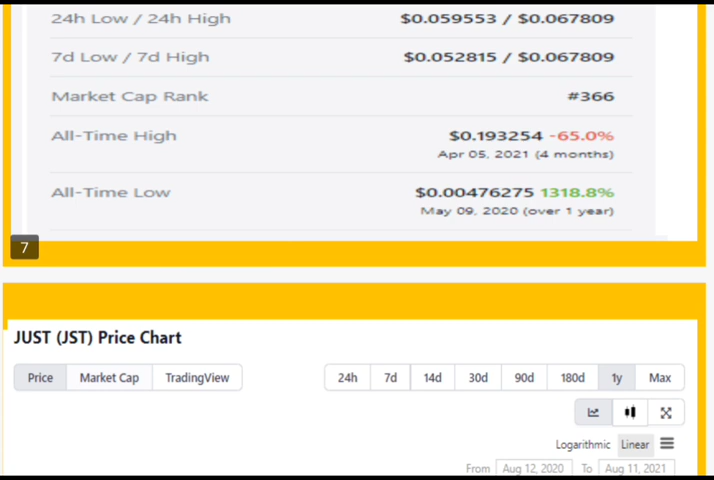 24h Low / 24h High $0.059553 / $0.067809
7d Low / 7d High $0.052815 / $0.067809
Market Cap Rank #366
All-Time High $0.193254 -65.0%
Apr 05, 2021 (4 months)
All-Time Low $0.00476275 1318.8%
May 09, 2020 (over 1 year)
7
JUST (JST) Price Chart
Price Market Cap TradingView 24h 7d 14d 30d 90d 180d 1y Max
Logarithmic Linear
From Aug 12, 2020 To Aug 11, 2021